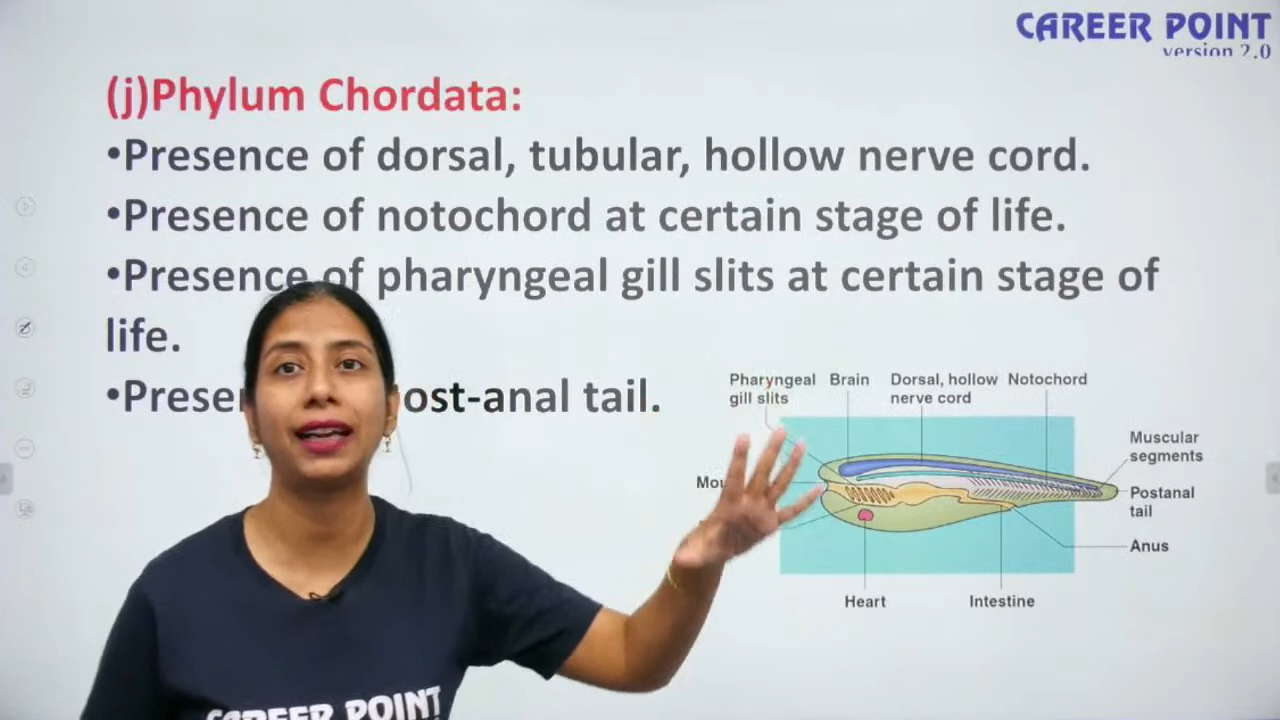 CAREER POINT
version 2.0
(j)Phylum Chordata:
•Presence of dorsal, tubular, hollow nerve cord.
•Presence of notochord at certain stage of life.
•Presence of pharyngeal gill slits at certain stage of
life.
anal tail.
Pharyngeal
gill slits
Brain
Dorsal, hollow
nerve cord
Notochord
Muscular
segments
Postanal
tail
Anus
Heart
Intestine
CAREER POINT